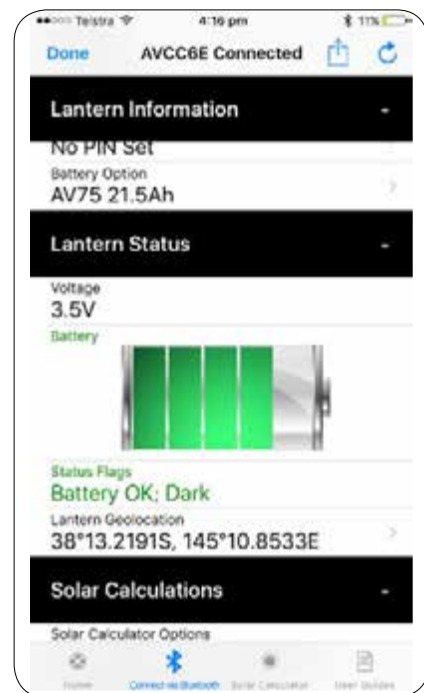 Telstra 4:16 pm 11%
Done AVCC6E Connected
Lantern Information -
No PIN Set
Battery Option
AV75 21.5Ah
Lantern Status -
Voltage
3.5V
Battery
Status Flags
Battery OK; Dark
Lantern Geolocation
38°13.2191S, 145°10.8533E
Solar Calculations -
Solar Calculator Options
Home Connect via Bluetooth Solar Calculator User Guides